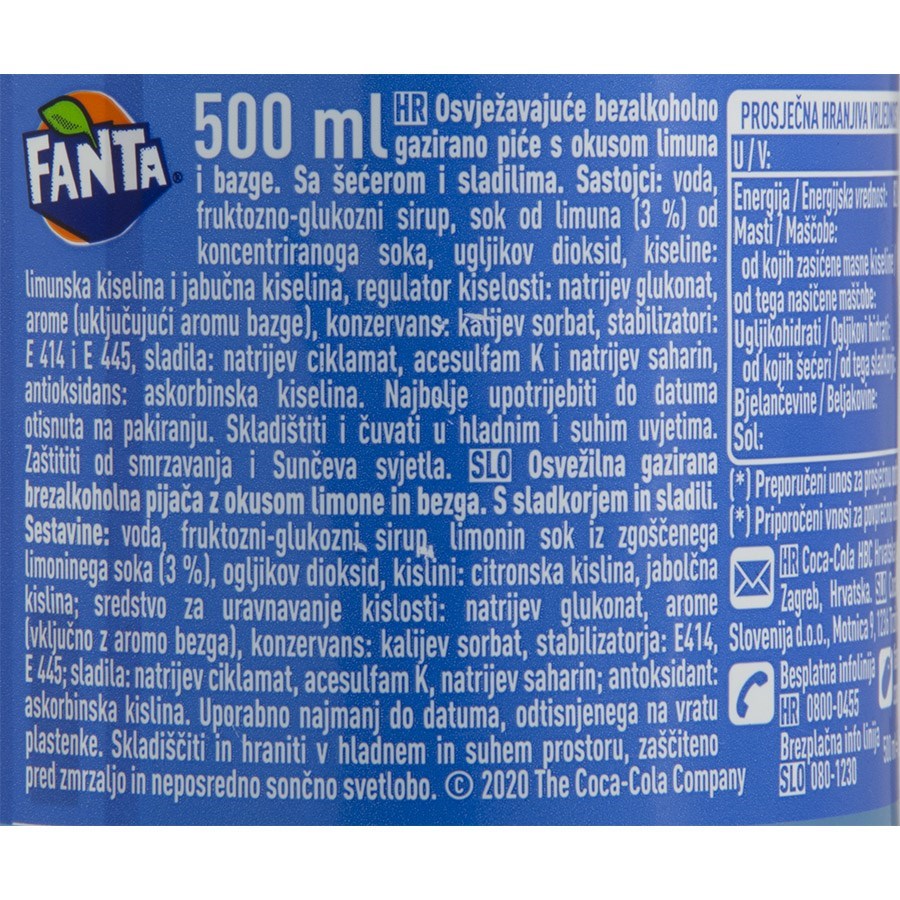 FANTA®
500 ml
HR Osvježavajuće bezalkoholno
gazirano piće s okusom limuna
i bazge. Sa šećerom i sladilima. Sastojci: voda,
fruktozno-glukozni sirup, sok od limuna (3 %) od
koncentriranoga soka, ugljikov dioksid, kiseline:
limunska kiselina i jabučna kiselina, regulator kiselosti: natrijev glukonat,
arome (uključujući aromu bazge), konzervans: kalijev sorbat, stabilizatori:
E 414 i E 445, sladila: natrijev ciklamat, acesulfam K i natrijev saharin,
antioksidans: askorbinska kiselina. Najbolje upotrijebiti do datuma
otisnuta na pakiranju. Skladištiti i čuvati u hladnim i suhim uvjetima.
Zaštititi od smrzavanja i Sunčeva svjetla. SLO Osvežilna gazirana
brezalkoholna pijača z okusom limone in bezga. S sladkorjem in sladili.
Sestavine: voda, fruktozni-glukozni sirup, limonin sok iz zgoščenega
limoninega soka (3 %), ogljikov dioksid, kislini: citronska kislina, jabolčna
kislina; sredstvo za uravnavanje kislosti: natrijev glukonat, arome
(vključno z aromo bezga), konzervans: kalijev sorbat, stabilizatorja: E414,
E 445; sladila: natrijev ciklamat, acesulfam K, natrijev saharin; antoksidant:
askorbinska kislina. Uporabno najmanj do datuma, odtisnjenega na vratu
plastenke. Skladiščiti in hraniti v hladnem in suhem prostoru, zaščiteno
pred zmrzaljo in neposredno sončno svetlobo. © 2020 The Coca-Cola Company
PROSJEČNA HRANJIVA
U / V:
Energija / Energijska vrednost:
Masti / Maščobe:
od kojih zasićene masne kiseline
od tega nasičene maščobe:
Ugljikohidrati / Ogljikovi hidrati:
od kojih šećeri / od tega
Bjelančevine / Beljakovine:
Sol:
(*) Preporučeni unos za
(*) Priporočeni vnosi za
HR Coca-Cola HBC
Zagreb, Hrvatska. SLO
Slovenija d.o.o., Motnica 9, 1236
Besplatna infolinija
HR 0800-0455
Brezplačna info linija
SLO 080-1230